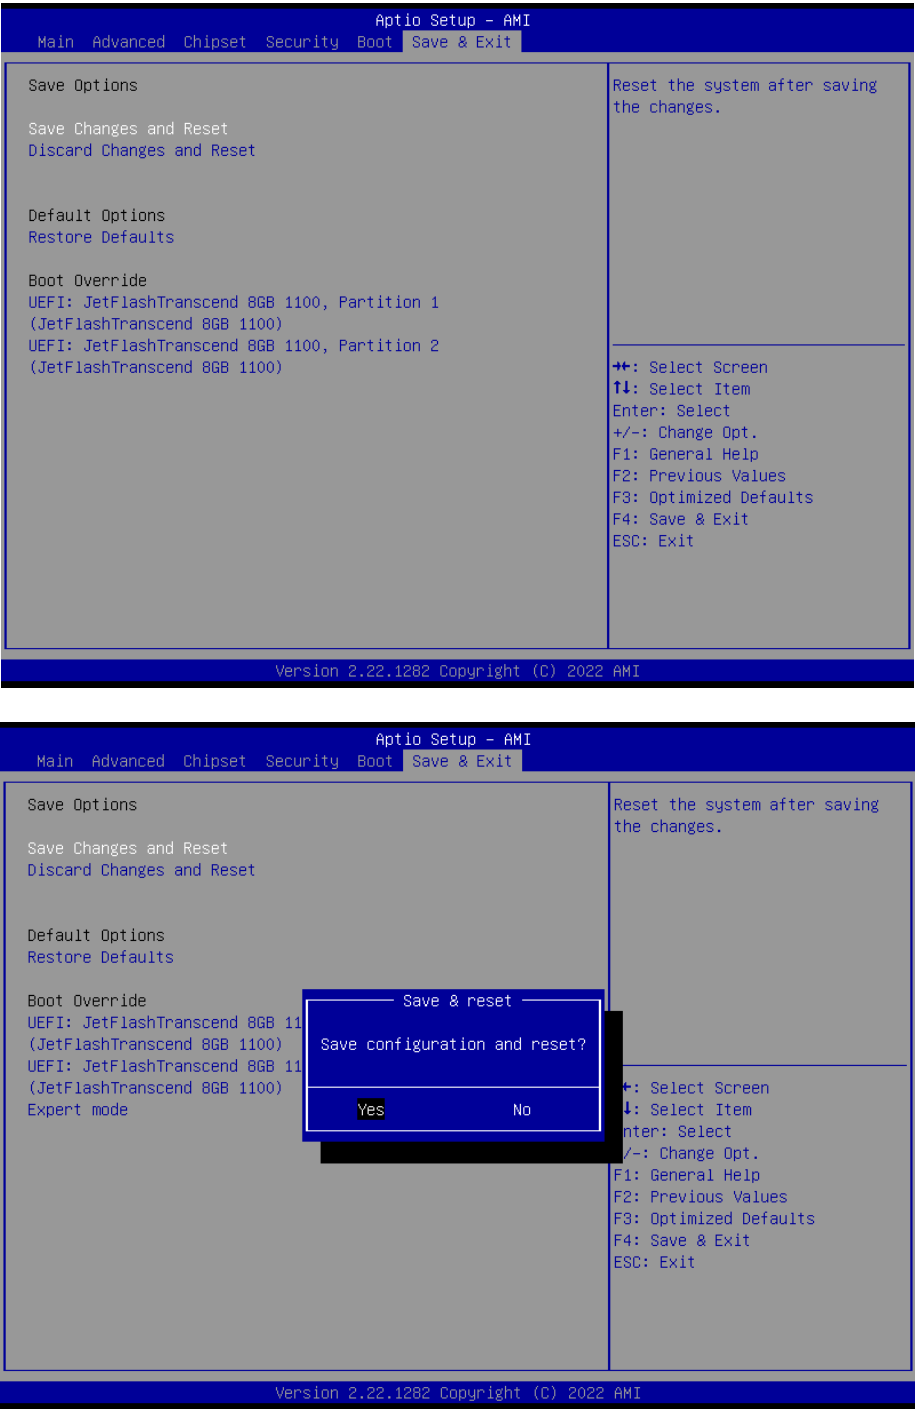 Aptio Setup – AMI
Main Advanced Chipset Security Boot Save & Exit
Save Options
Save Changes and Reset
Discard Changes and Reset
Default Options
Restore Defaults
Boot Override
UEFI: JetFlashTranscend 8GB 1100, Partition 1
(JetFlashTranscend 8GB 1100)
UEFI: JetFlashTranscend 8GB 1100, Partition 2
(JetFlashTranscend 8GB 1100)
Reset the system after saving
the changes.
→←: Select Screen
↑↓: Select Item
Enter: Select
+/-: Change Opt.
F1: General Help
F2: Previous Values
F3: Optimized Defaults
F4: Save & Exit
ESC: Exit
Version 2.22.1282 Copyright (C) 2022 AMI
Aptio Setup – AMI
Main Advanced Chipset Security Boot Save & Exit
Save Options
Save Changes and Reset
Discard Changes and Reset
Default Options
Restore Defaults
Boot Override
UEFI: JetFlashTranscend 8GB 11
(JetFlashTranscend 8GB 1100)
UEFI: JetFlashTranscend 8GB 11
(JetFlashTranscend 8GB 1100)
Expert mode
Save & reset
Save configuration and reset?
Yes No
Reset the system after saving
the changes.
←: Select Screen
↓: Select Item
nter: Select
/-: Change Opt.
F1: General Help
F2: Previous Values
F3: Optimized Defaults
F4: Save & Exit
ESC: Exit
Version 2.22.1282 Copyright (C) 2022 AMI